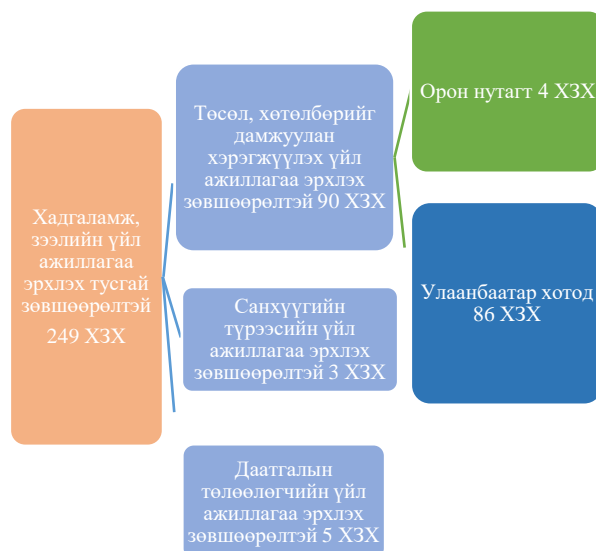 Хадгаламж,
зээлийн үйл
ажиллагаа
эрхлэх тусгай
зөвшөөрөлтэй
249 ХЗХ
Төсөл, хөтөлбөрийг
дамжуулан
хэрэгжүүлэх үйл
ажиллагаа эрхлэх
зөвшөөрөлтэй 90 ХЗХ
Орон нутагт 4 ХЗХ
Улаанбаатар хотод
86 ХЗХ
Санхүүгийн
түрээсийн үйл
ажиллагаа эрхлэх
зөвшөөрөлтэй 3 ХЗХ
Даатгалын
төлөөлөгчийн үйл
ажиллагаа эрхлэх
зөвшөөрөлтэй 5 ХЗХ